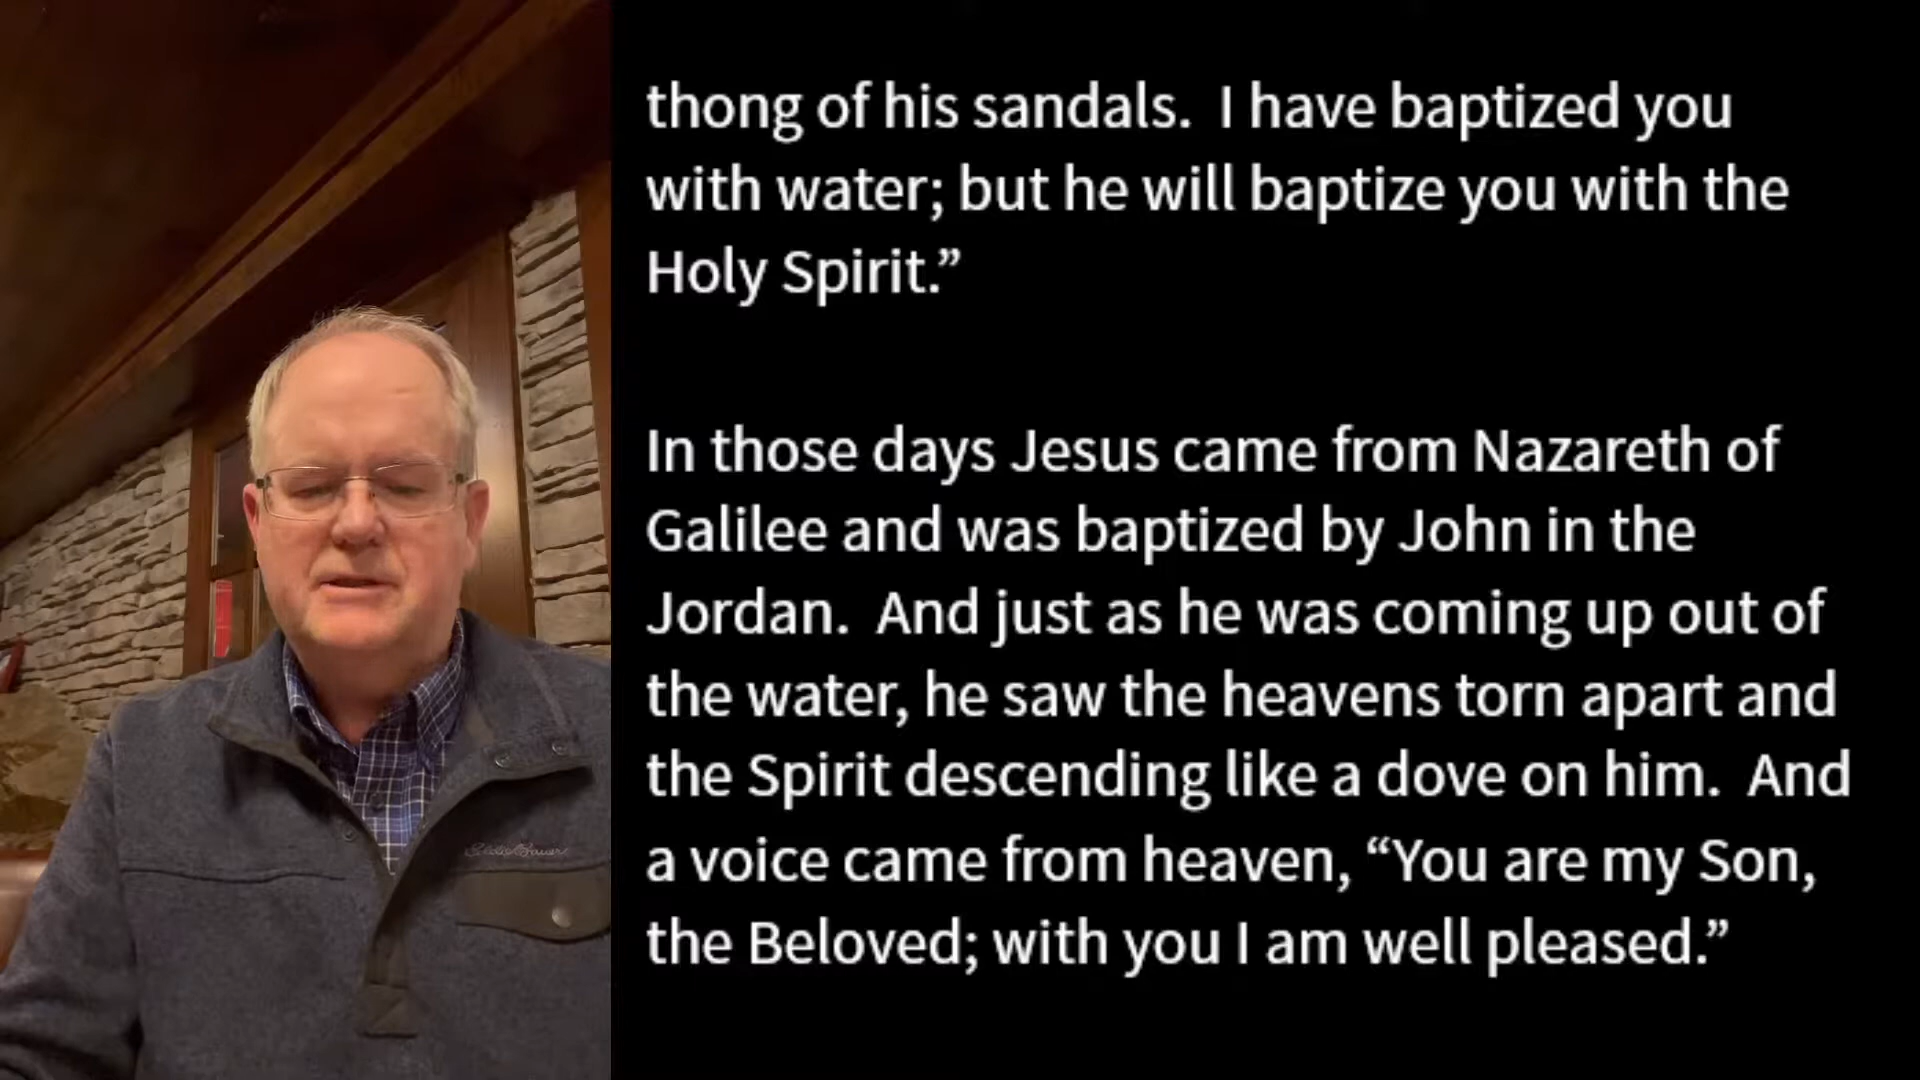 thong of his sandals.  I have baptized you
with water; but he will baptize you with the
Holy Spirit.”
In those days Jesus came from Nazareth of
Galilee and was baptized by John in the
Jordan.  And just as he was coming up out of
the water, he saw the heavens torn apart and
the Spirit descending like a dove on him.  And
a voice came from heaven, “You are my Son,
the Beloved; with you I am well pleased.”
Eddie Bauer